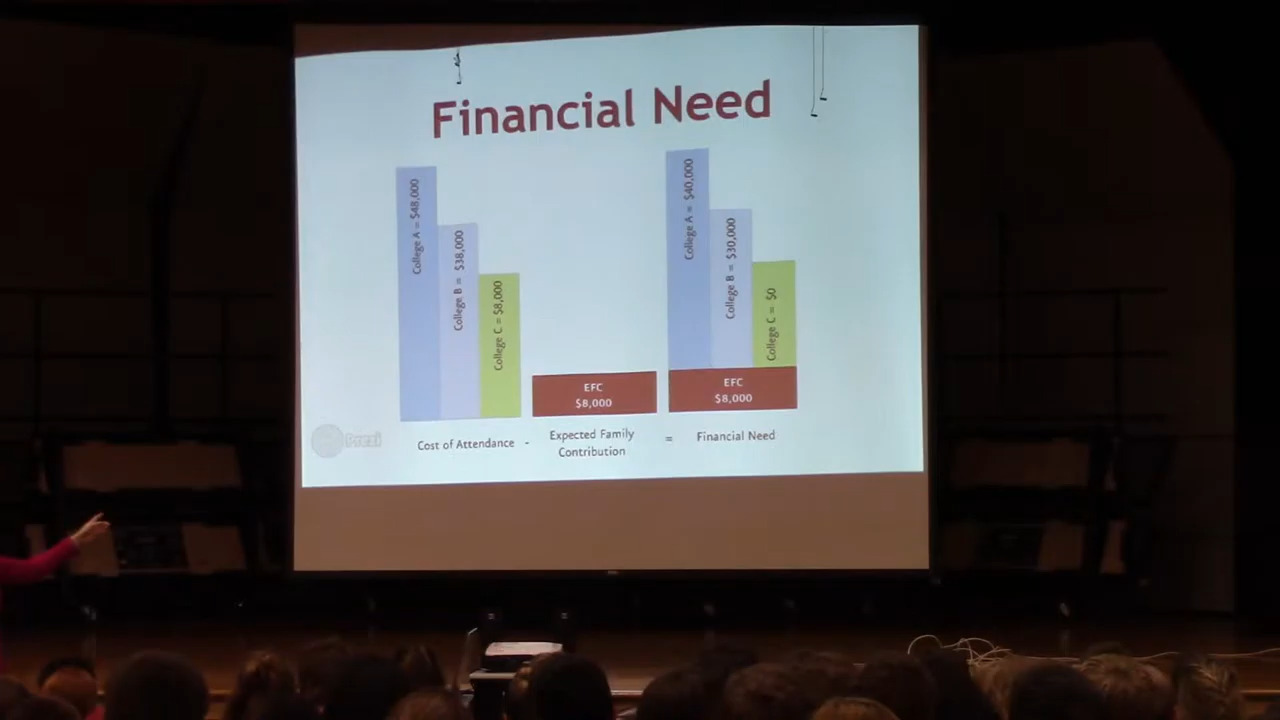 Financial Need
College A = $48,000
College B = $38,000
College C = $8,000
EFC
$8,000
College A = $40,000
College B = $30,000
College C = $0
EFC
$8,000
Prezi
Cost of Attendance - Expected Family Contribution = Financial Need